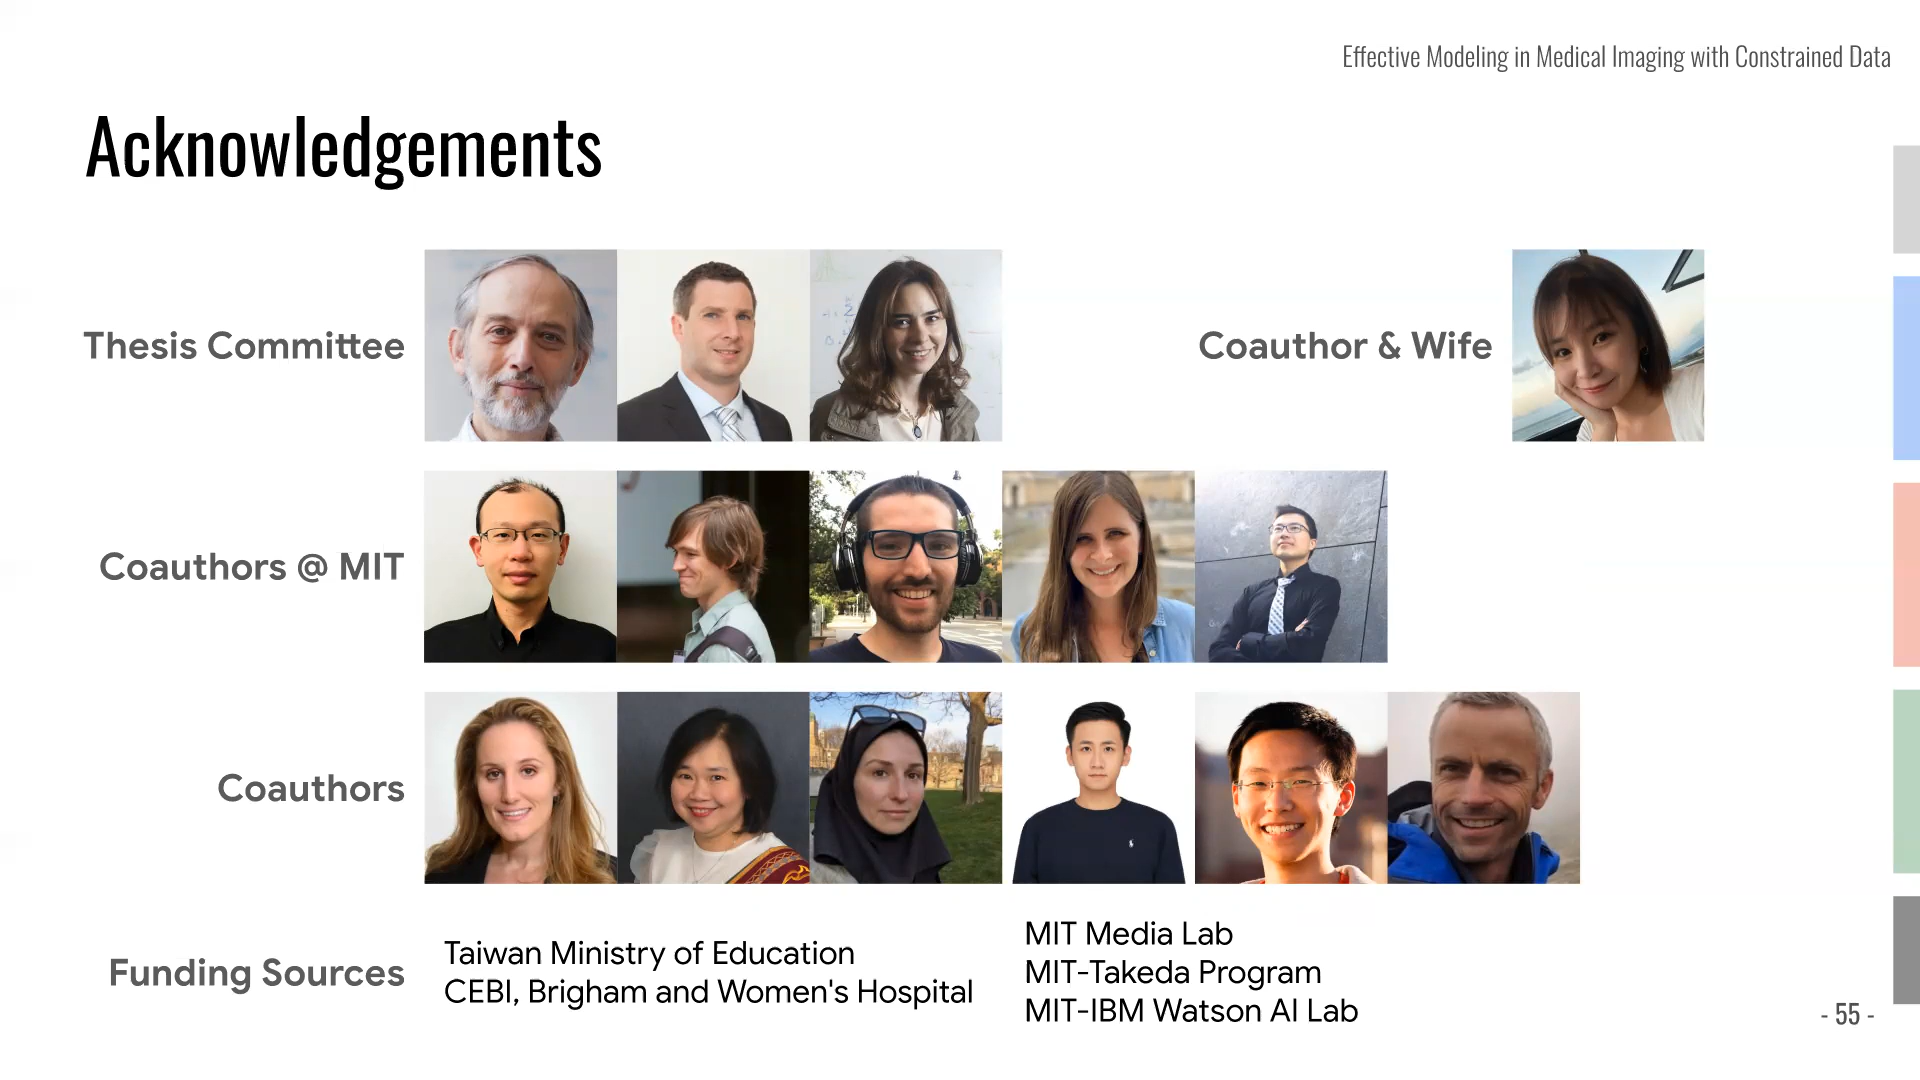 Effective Modeling in Medical Imaging with Constrained Data
Acknowledgements
Thesis Committee
Coauthor & Wife
Coauthors @ MIT
Coauthors
Funding Sources
Taiwan Ministry of Education
CEBI, Brigham and Women's Hospital
MIT Media Lab
MIT-Takeda Program
MIT-IBM Watson AI Lab
- 55 -